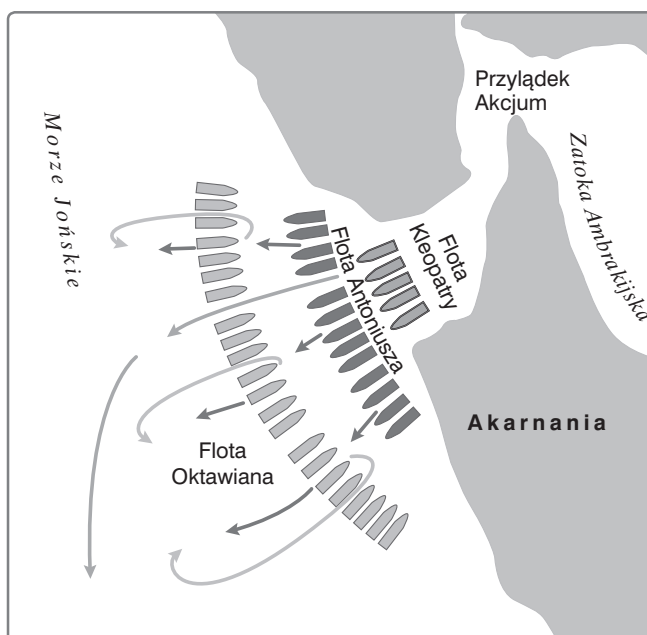 Przylądek
Akcjum
Morze Jońskie
Zatoka Ambrakijska
Flota
Kleopatry
Flota Antoniusza
Akarnania
Flota
Oktawiana